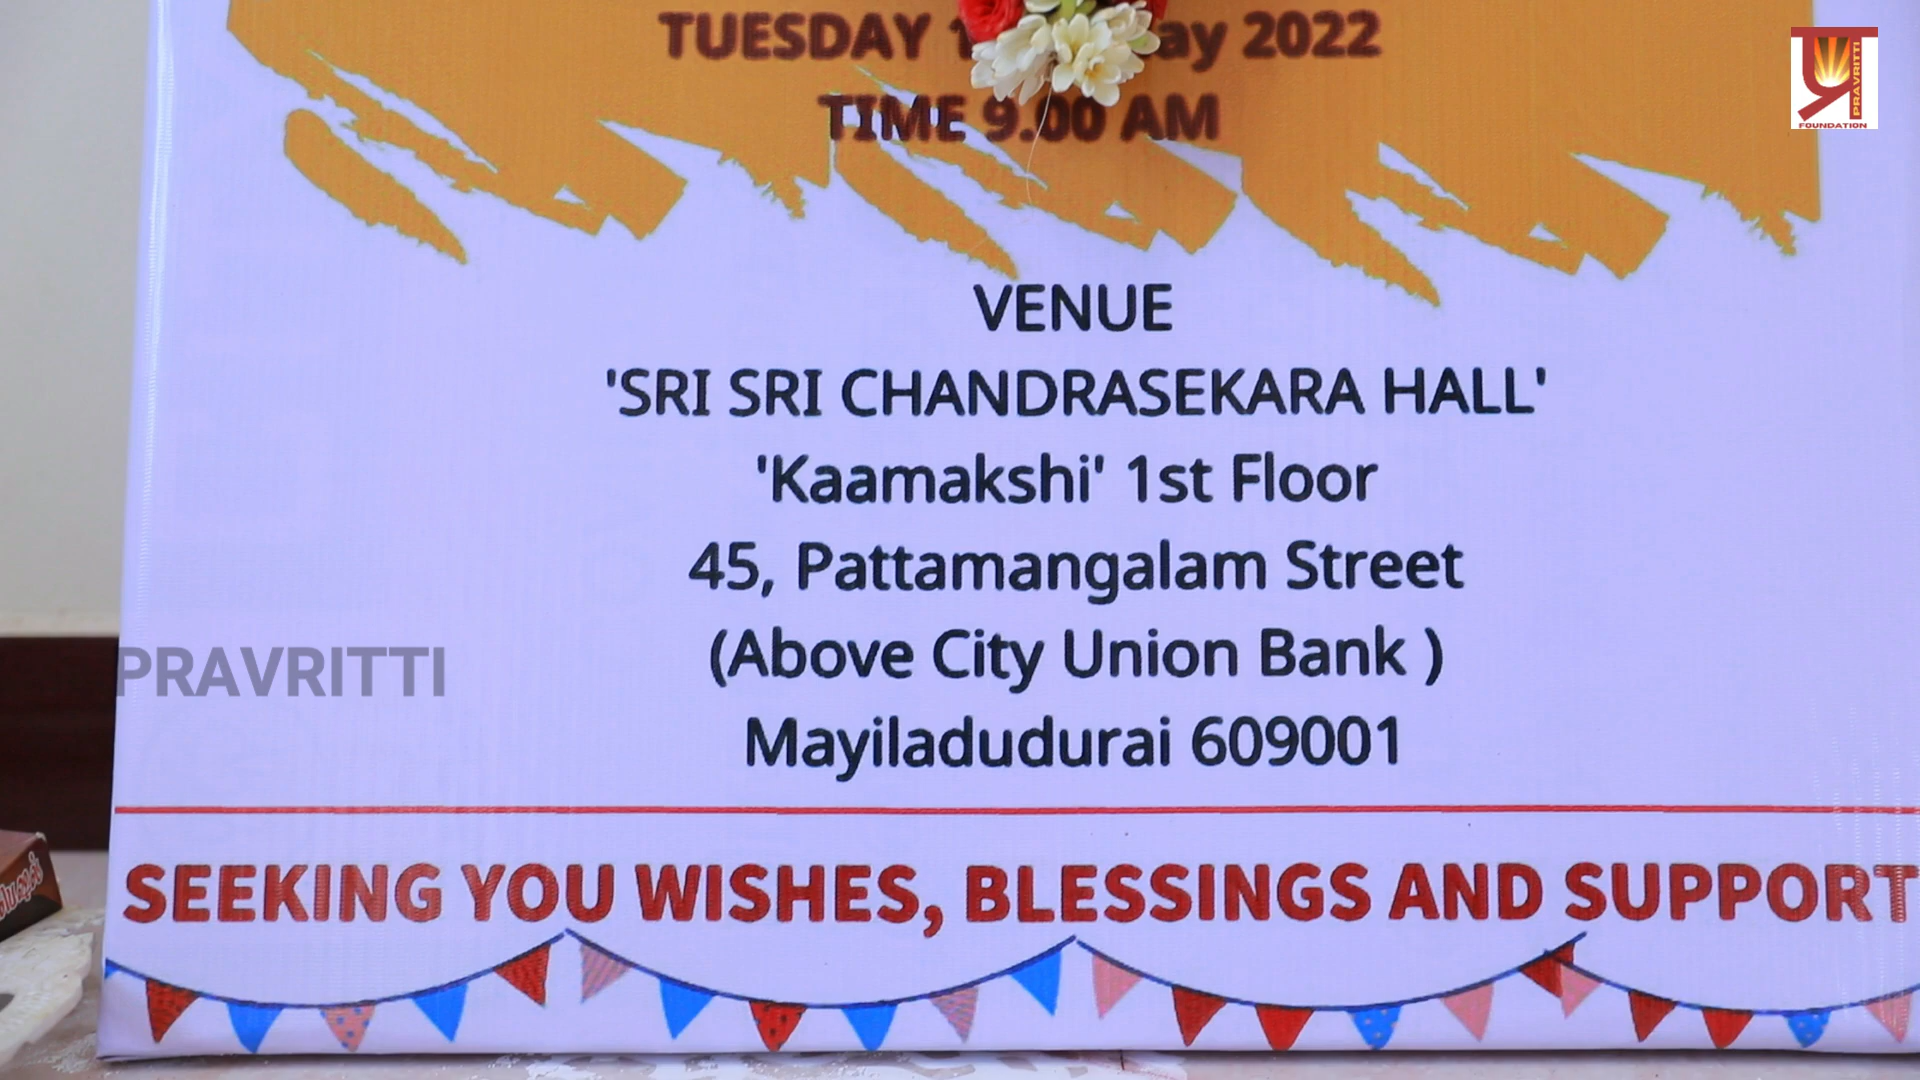 TUESDAY 1 ay 2022
TIME 9.00 AM
VENUE
'SRI SRI CHANDRASEKARA HALL'
'Kaamakshi' 1st Floor
45, Pattamangalam Street
(Above City Union Bank )
Mayiladudurai 609001
SEEKING YOU WISHES, BLESSINGS AND SUPPORT
PRAVRITTI
PRAVRITTI
FOUNDATION